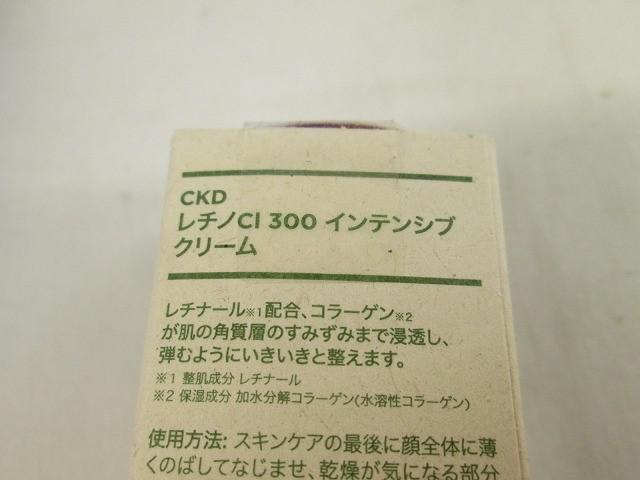 CKD
レチノCI 300 インテンシブ
クリーム
レチナール※1配合、コラーゲン※2
が肌の角質層のすみずみまで浸透し、
弾むようにいきいきと整えます。
※1 整肌成分 レチナール
※2 保湿成分 加水分解コラーゲン(水溶性コラーゲン)
使用方法: スキンケアの最後に顔全体に薄
くのばしてなじませ、乾燥が気になる部分